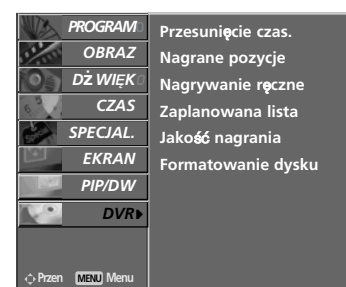 PROGRAM
OBRAZ
DŻWIĘK
CZAS
SPECJAL.
EKRAN
PIP/DW
DVR
Przen MENU Menu
Przesunięcie czas.
Nagrane pozycje
Nagrywanie ręczne
Zaplanowana lista
Jakość nagrania
Formatowanie dysku